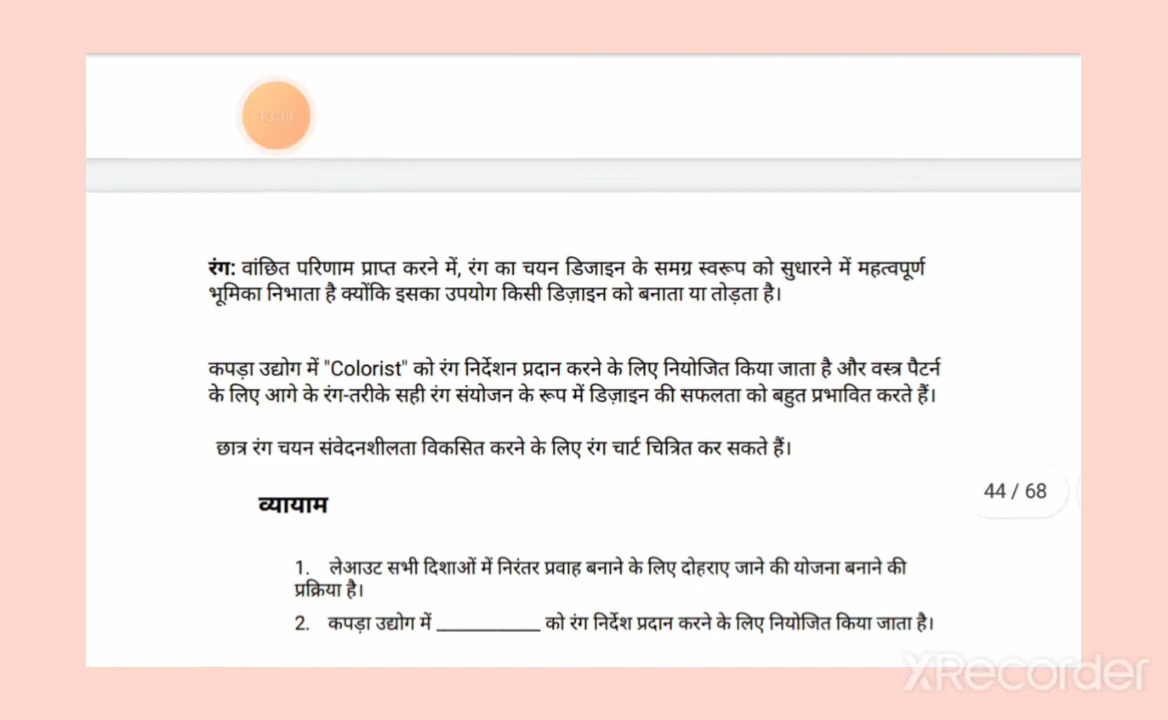 रंग: वांछित परिणाम प्राप्त करने में, रंग का चयन डिजाइन के समग्र स्वरूप को सुधारने में महत्वपूर्ण
भूमिका निभाता है क्योंकि इसका उपयोग किसी डिज़ाइन को बनाता या तोड़ता है।
कपड़ा उद्योग में "Colorist" को रंग निर्देशन प्रदान करने के लिए नियोजित किया जाता है और वस्त्र पैटर्न
के लिए आगे के रंग-तरीके सही रंग संयोजन के रूप में डिज़ाइन की सफलता को बहुत प्रभावित करते हैं।
छात्र रंग चयन संवेदनशीलता विकसित करने के लिए रंग चार्ट चित्रित कर सकते हैं।
44 / 68
व्यायाम
1. लेआउट सभी दिशाओं में निरंतर प्रवाह बनाने के लिए दोहराए जाने की योजना बनाने की
प्रक्रिया है।
2. कपड़ा उद्योग में __________ को रंग निर्देश प्रदान करने के लिए नियोजित किया जाता है।
XRecorder